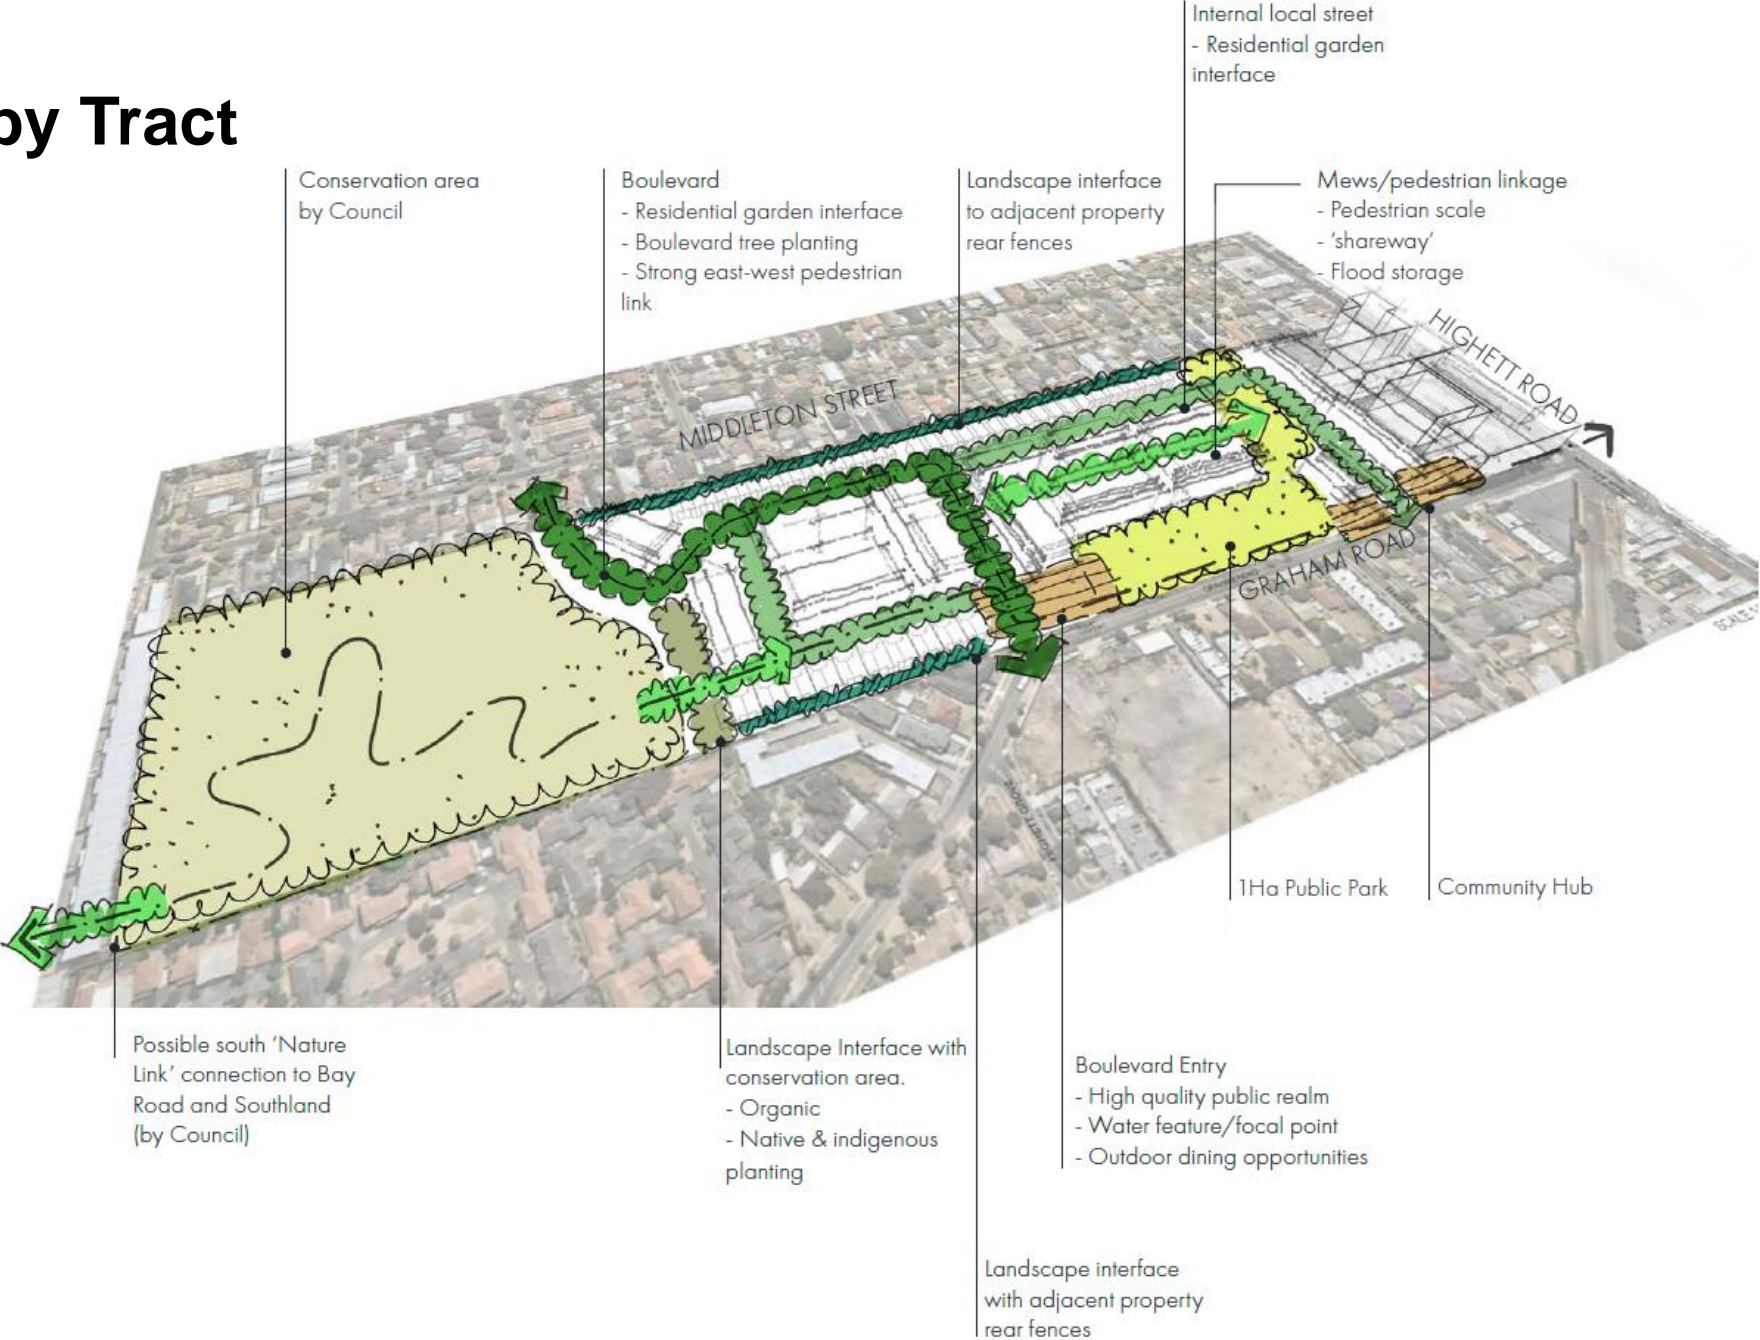 by Tract
Internal local street
- Residential garden
interface
Conservation area
by Council
Boulevard
- Residential garden interface
- Boulevard tree planting
- Strong east-west pedestrian
link
Landscape interface
to adjacent property
rear fences
Mews/pedestrian linkage
- Pedestrian scale
- ‘shareway’
- Flood storage
HIGHETT ROAD
MIDDLETON STREET
GRAHAM ROAD
HIGHETT GROVE
1Ha Public Park
Community Hub
Possible south ‘Nature
Link’ connection to Bay
Road and Southland
(by Council)
Landscape Interface with
conservation area.
- Organic
- Native & indigenous
planting
Boulevard Entry
- High quality public realm
- Water feature/focal point
- Outdoor dining opportunities
Landscape interface
with adjacent property
rear fences